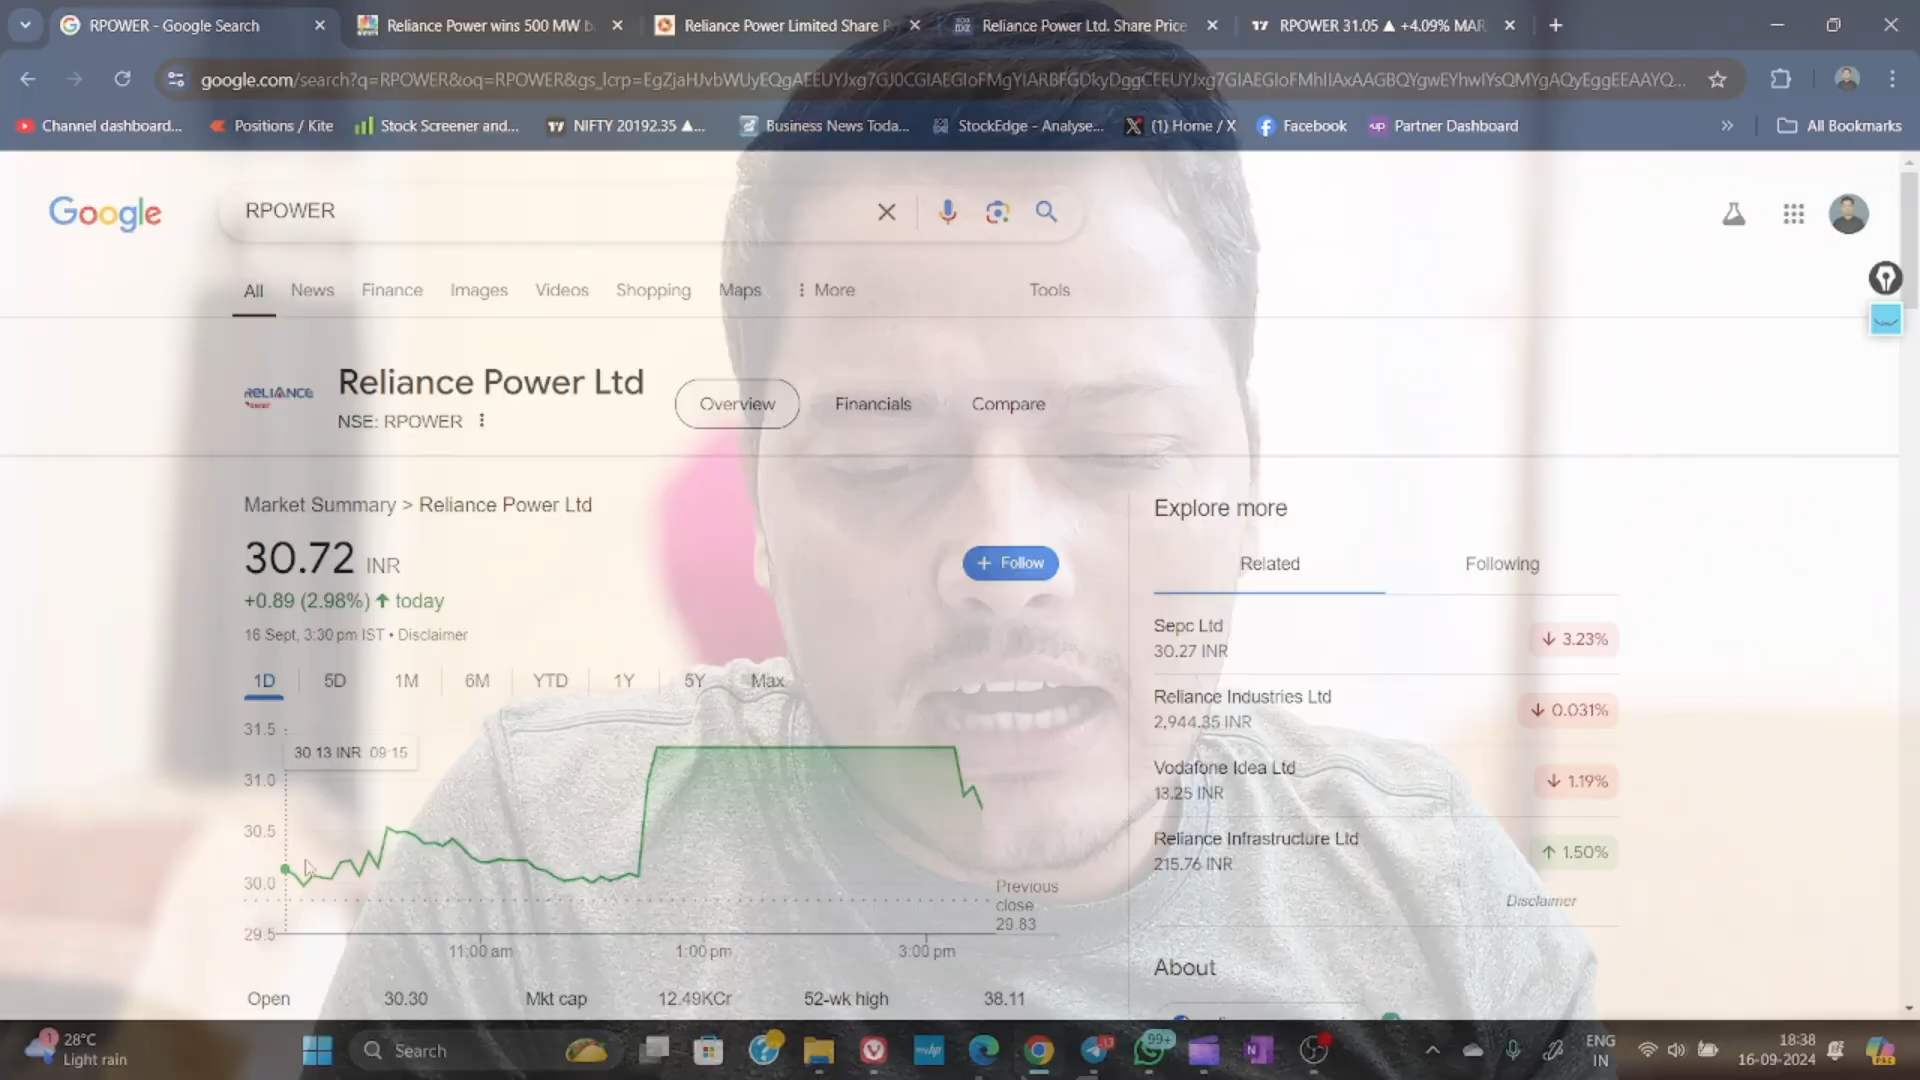 RPOWER - Google Search
Reliance Power wins 500 MW b
Reliance Power Limited Share P
Reliance Power Ltd. Share Price
RPOWER 31.05 ▲ +4.09% MAR
google.com/search?q=RPOWER&oq=RPOWER&gs_lcrp=
Channel dashboard...
Positions / Kite
Stock Screener and...
NIFTY 20192.35 ▲...
Business News Toda...
StockEdge - Analyse...
(1) Home / X
Facebook
Partner Dashboard
All Bookmarks
Google
RPOWER
All
News
Finance
Images
Videos
Shopping
Maps
More
Tools
RELIANCE
Reliance Power Ltd
NSE: RPOWER
Overview
Financials
Compare
Market Summary > Reliance Power Ltd
30.72 INR
+0.89 (2.98%) ↑ today
16 Sept, 3:30 pm IST • Disclaimer
+ Follow
1D
5D
1M
6M
YTD
1Y
5Y
Max
31.5
30 13 INR 09:15
31.0
30.5
30.0
29.5
Previous
close
29.83
11:00 am
1:00 pm
3:00 pm
Open 30.30
Mkt cap 12.49KCr
52-wk high 38.11
Explore more
Related
Following
Sepc Ltd
30.27 INR
↓ 3.23%
Reliance Industries Ltd
2,944.35 INR
↓ 0.031%
Vodafone Idea Ltd
13.25 INR
↓ 1.19%
Reliance Infrastructure Ltd
215.76 INR
↑ 1.50%
Disclaimer
About
1
28°C
Light rain
Search
99+
ENG
IN
18:38
16-09-2024